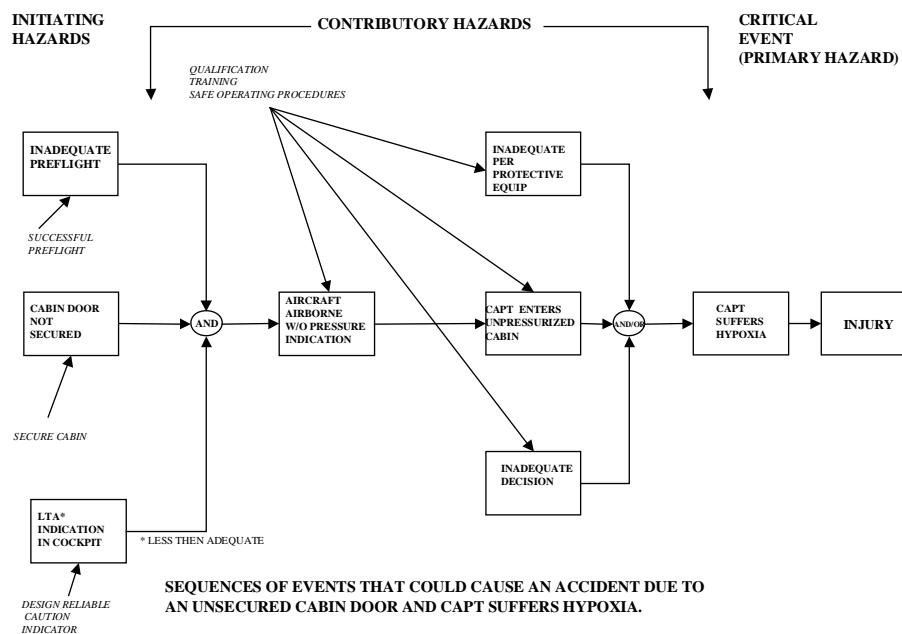 INITIATING
HAZARDS
CONTRIBUTORY HAZARDS
CRITICAL
EVENT
(PRIMARY HAZARD)
QUALIFICATION
TRAINING
SAFE OPERATING PROCEDURES
INADEQUATE
PREFLIGHT
INADEQUATE
PER
PROTECTIVE
EQUIP
SUCCESSFUL
PREFLIGHT
CABIN DOOR
NOT
SECURED
AND
AIRCRAFT
AIRBORNE
W/O PRESSURE
INDICATION
CAPT ENTERS
UNPRESSURIZED
CABIN
AND/OR
CAPT
SUFFERS
HYPOXIA
INJURY
SECURE CABIN
INADEQUATE
DECISION
LTA*
INDICATION
IN COCKPIT
* LESS THEN ADEQUATE
DESIGN RELIABLE
CAUTION
INDICATOR
SEQUENCES OF EVENTS THAT COULD CAUSE AN ACCIDENT DUE TO
AN UNSECURED CABIN DOOR AND CAPT SUFFERS HYPOXIA.